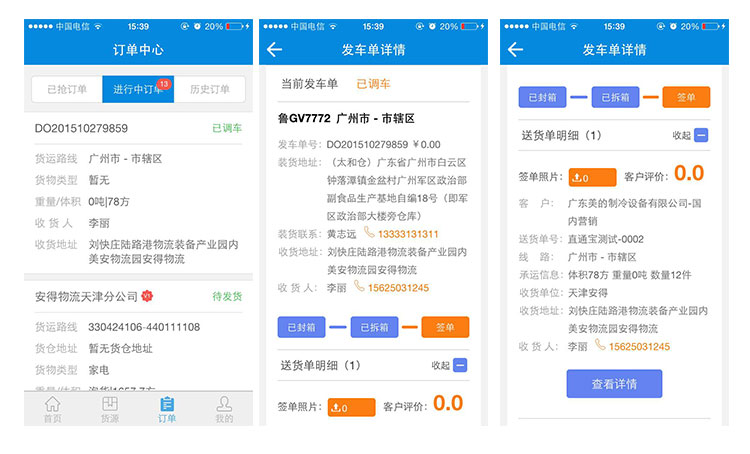 中国电信 15:39 20%
订单中心
已抢订单 进行中订单 13 历史订单
DO201510279859 已调车
货运路线 广州市 - 市辖区
货物类型 暂无
重量/体积 0吨|78方
收 货 人 李丽
收货地址 刘快庄陆路港物流装备产业园内
美安物流园安得物流
安得物流天津分公司 待发货
货运路线 330424106-440111108
货仓地址 暂无货仓地址
货物类型 家电
重量/体积 泡货|1657.7方
首页 货源 订单 我的
中国电信 15:39 20%
发车单详情
当前发车单 已调车
鲁GV7772 广州市 - 市辖区
发车单号: DO201510279859 ￥0.00
装货地址: （太和仓）广东省广州市白云区
钟落潭镇金盆村广州军区政治部
副食品生产基地自编18号（即军
区政治部大楼旁仓库）
装货联系: 黄志远 13333131311
收货地址: 刘快庄陆路港物流装备产业园内
美安物流园安得物流
收 货 人: 李丽 15625031245
已封箱 已拆箱 签单
送货单明细（1） 收起
签单照片: 0 客户评价: 0.0
中国电信 15:39 20%
发车单详情
已封箱 已拆箱 签单
送货单明细（1） 收起
签单照片: 0 客户评价: 0.0
客 户: 广东美的制冷设备有限公司-国
内营销
送货单号: 直通宝测试-0002
线 路: 广州市 - 市辖区
承运信息: 体积78方 重量0吨 数量12件
收货单位: 天津安得
收货地址: 刘快庄陆路港物流装备产业园内
美安物流园安得物流
收 货 人: 李丽 15625031245
查看详情